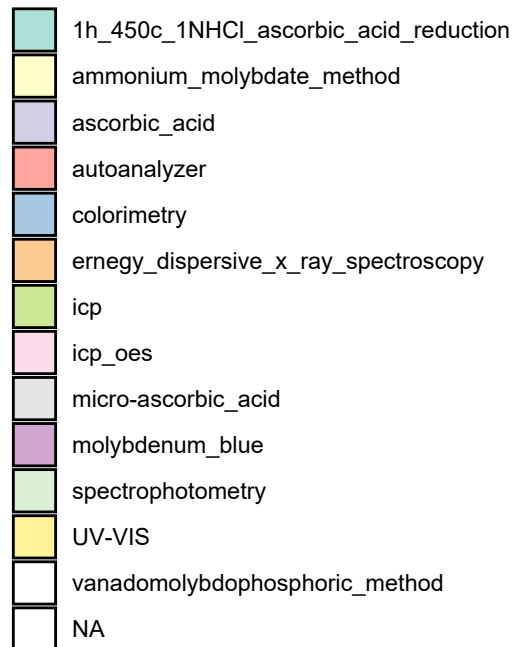 1h_450c_1NHCl_ascorbic_acid_reduction
ammonium_molybdate_method
ascorbic_acid
autoanalyzer
colorimetry
ernegy_dispersive_x_ray_spectroscopy
icp
icp_oes
micro-ascorbic_acid
molybdenum_blue
spectrophotometry
UV-VIS
vanadomolybdophosphoric_method
NA